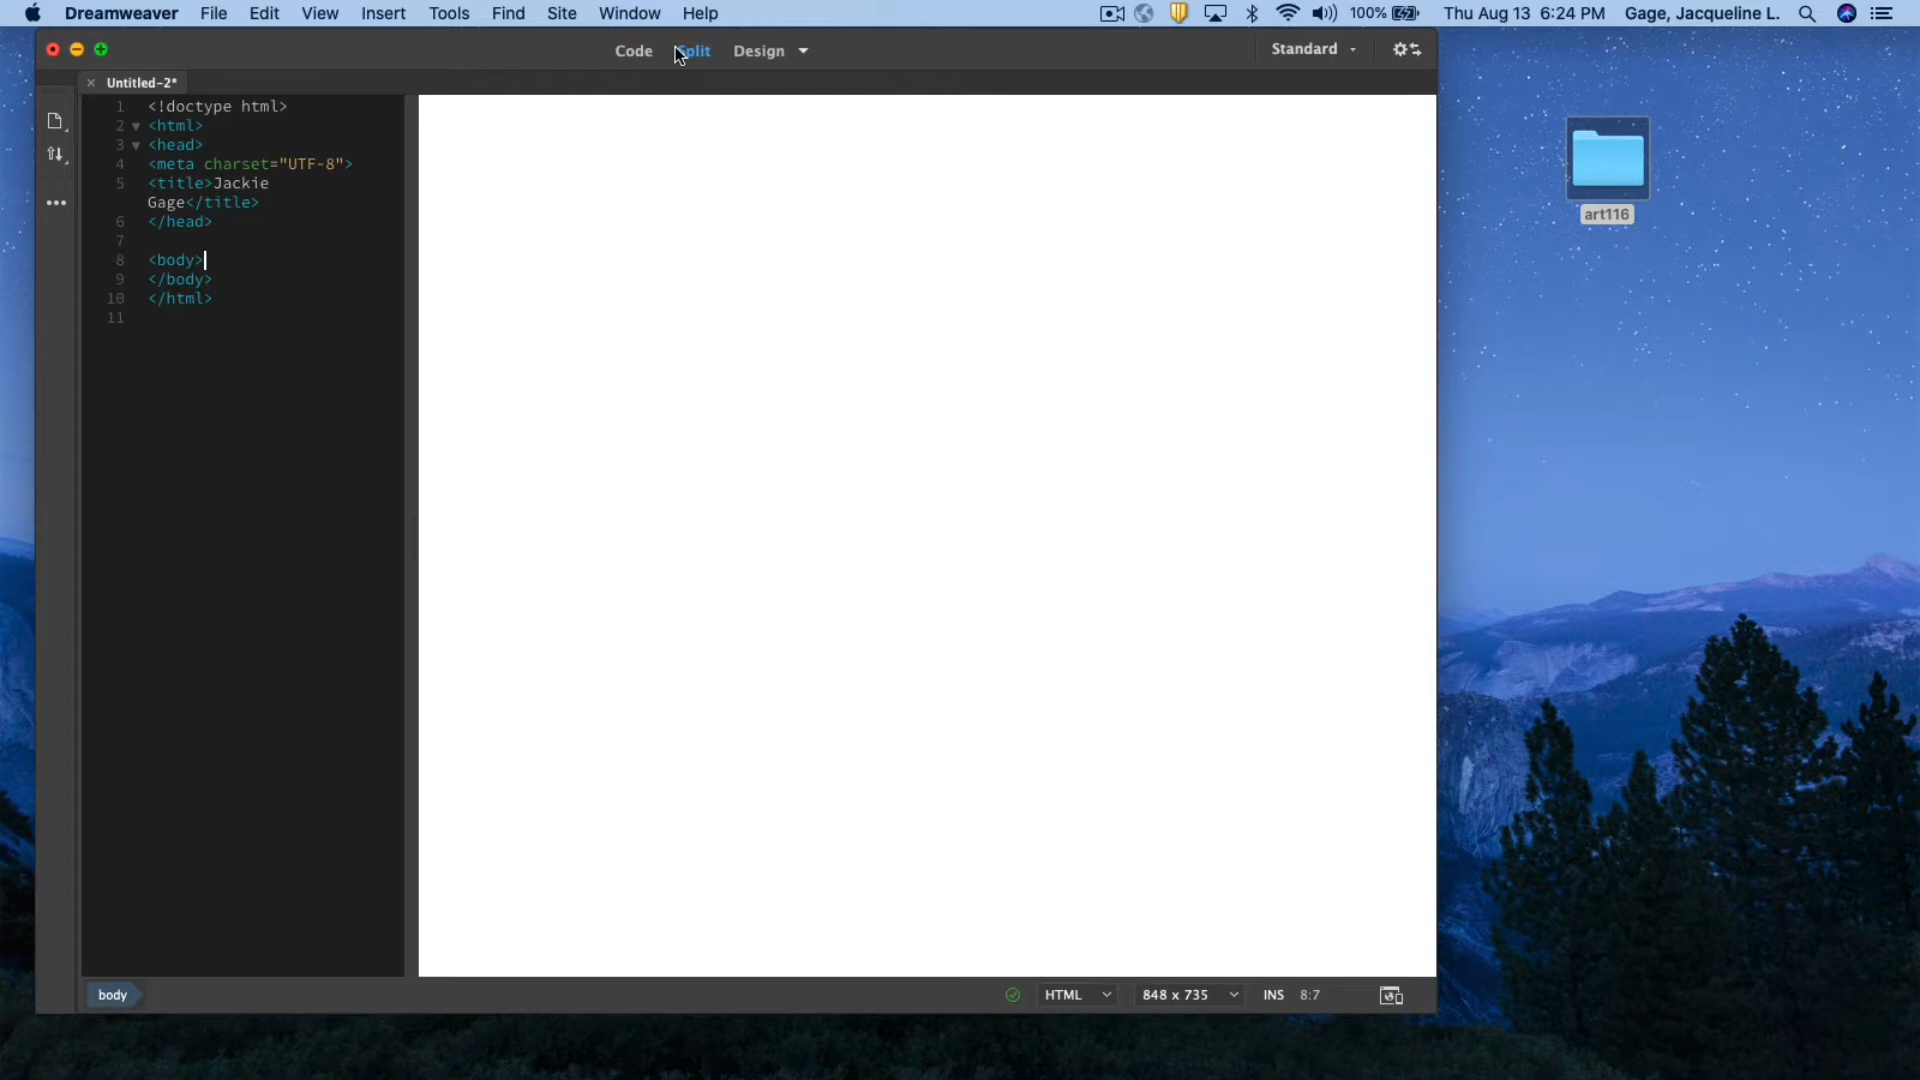 Dreamweaver File Edit View Insert Tools Find Site Window Help 100% Thu Aug 13 6:24 PM Gage, Jacqueline L.
Code Split Design Standard
Untitled-2*
1 <!doctype html>
2 <html>
3 <head>
4 <meta charset="UTF-8">
5 <title>Jackie
Gage</title>
6 </head>
7
8 <body>
9 </body>
10 </html>
11
art116
body HTML 848 x 735 INS 8:7